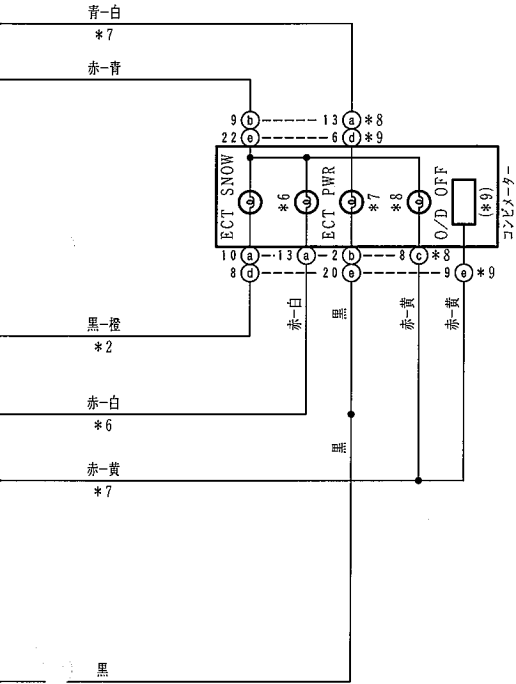 青-白
*7
赤-青
9 b 13 a *8
22 e 6 d *9
ECT SNOW
*6
ECT PWR
*7
*8
O/D OFF
(*9)
コンビメーター
10 a 13 a 2 b 8 c *8
8 d 20 e 9 e *9
赤-白
黒
赤-黄
赤-黄
黒-橙
*2
赤-白
*6
黒
赤-黄
*7
黒